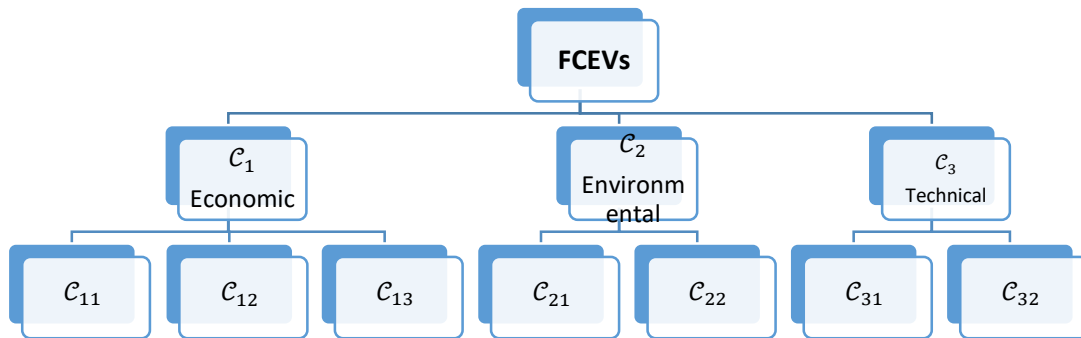 FCEVs
𝒞₁
Economic
𝒞₂
Environm
ental
𝒞₃
Technical
𝒞₁₁
𝒞₁₂
𝒞₁₃
𝒞₂₁
𝒞₂₂
𝒞₃₁
𝒞₃₂